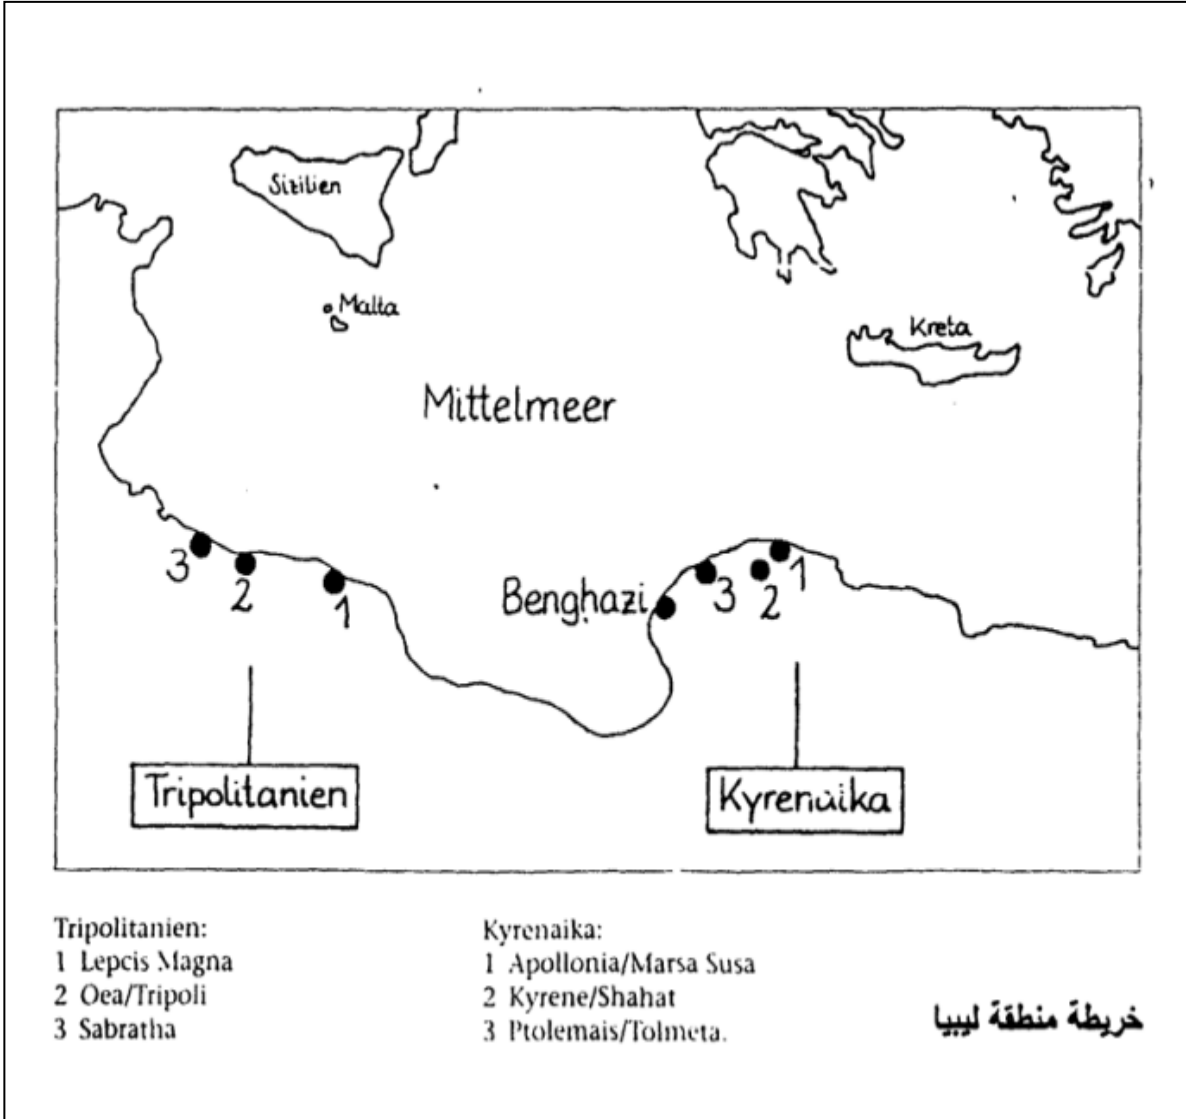 Sizilien
Malta
Kreta
Mittelmeer
3
2
1
Benghazi
3
2
1
Tripolitanien
Kyrenaika
Tripolitanien:
1 Lepcis Magna
2 Oea/Tripoli
3 Sabratha
Kyrenaika:
1 Apollonia/Marsa Susa
2 Kyrene/Shahat
3 Ptolemais/Tolmeta.
خريطة منطقة ليبيا